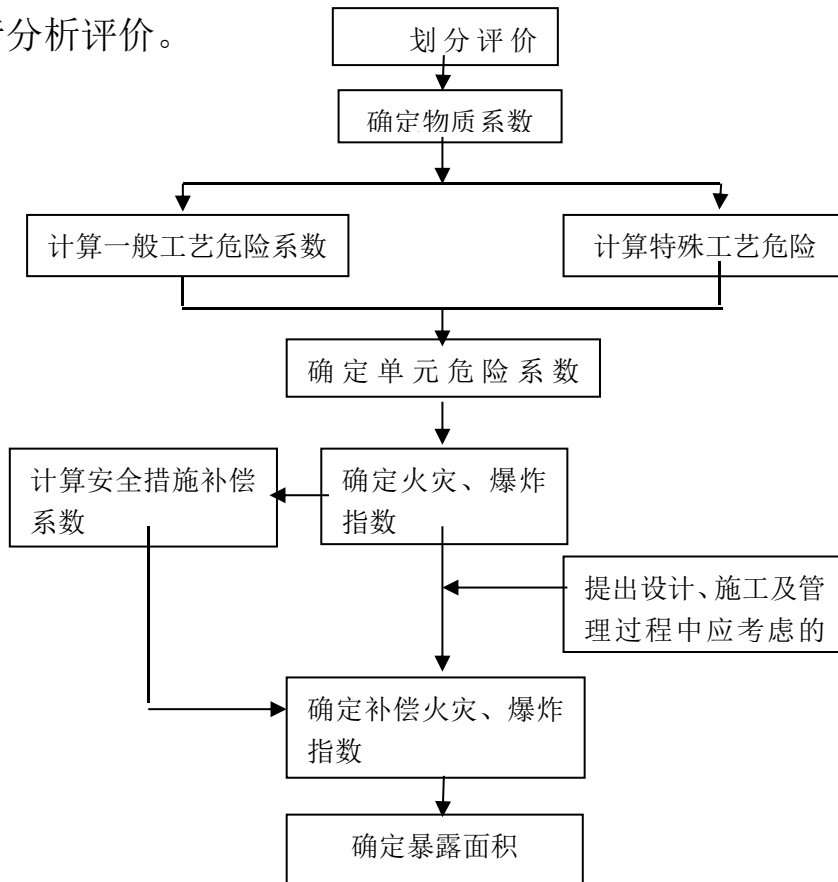 分析评价。
划分评价
确定物质系数
计算一般工艺危险系数
计算特殊工艺危险
确定单元危险系数
计算安全措施补偿
系数
确定火灾、爆炸
指数
提出设计、施工及管
理过程中应考虑的
确定补偿火灾、爆炸
指数
确定暴露面积